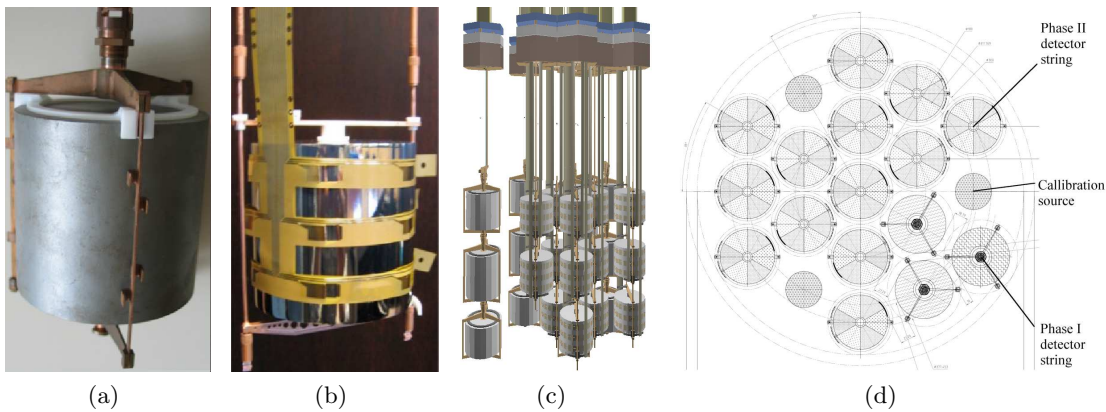 Phase II
detector
string
Callibration
source
Phase I
detector
string
(a)
(b)
(c)
(d)